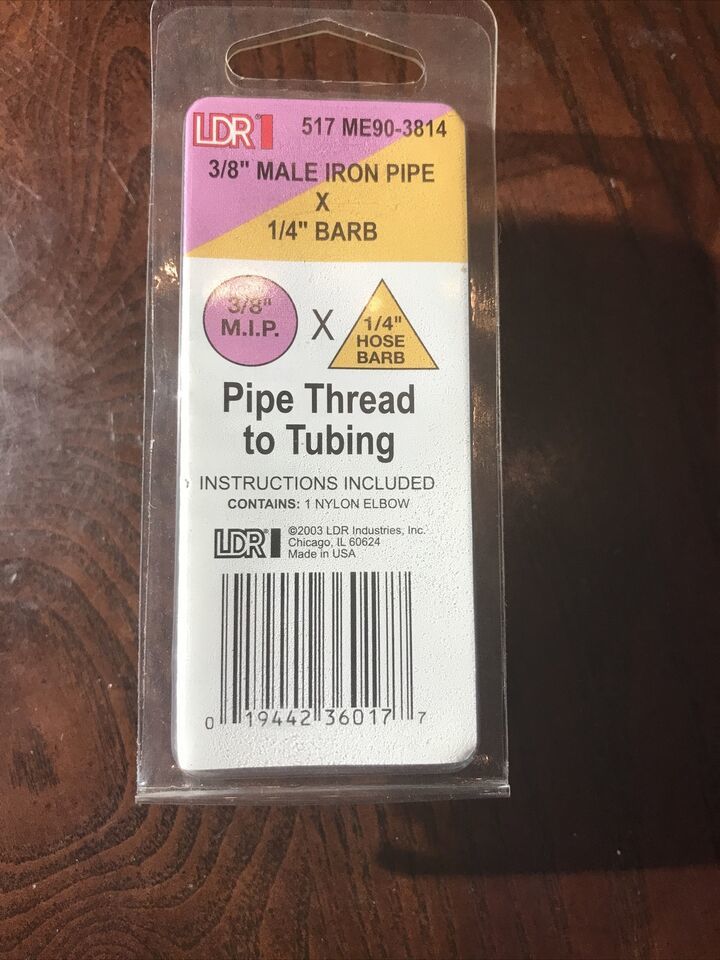 LDR® 517 ME90-3814
3/8" MALE IRON PIPE
X
1/4" BARB
3/8"
M.I.P.
X
1/4"
HOSE
BARB
Pipe Thread
to Tubing
INSTRUCTIONS INCLUDED
CONTAINS: 1 NYLON ELBOW
LDR® ©2003 LDR Industries, Inc.
Chicago, IL 60624
Made in USA
0 19442 36017 7